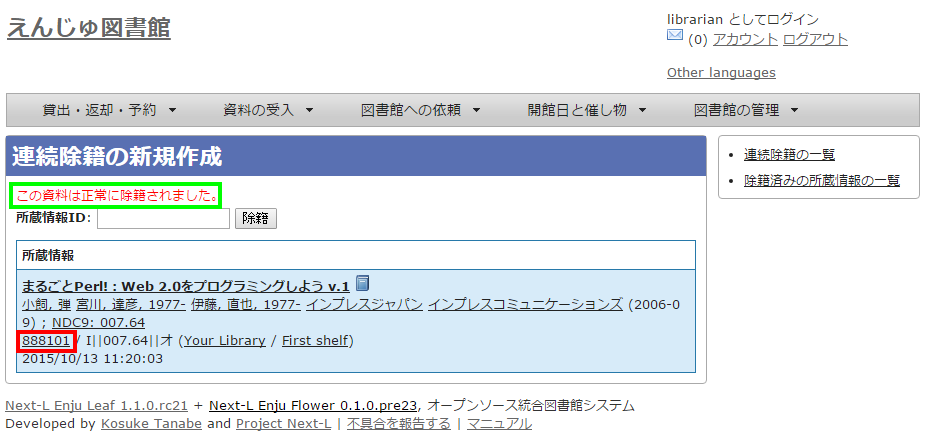 えんじゅ図書館
librarian としてログイン
(0) アカウント ログアウト
Other languages
貸出・返却・予約 資料の受入 図書館への依頼 開館日と催し物 図書館の管理
連続除籍の新規作成
この資料は正常に除籍されました。
所蔵情報ID: 除籍
所蔵情報
まるごとPerl! : Web 2.0をプログラミングしよう v.1
小飼, 弾 宮川, 達彦, 1977- 伊藤, 直也, 1977- インプレスジャパン インプレスコミュニケーションズ (2006-0
9) ; NDC9: 007.64
888101 / I||007.64||オ (Your Library / First shelf)
2015/10/13 11:20:03
連続除籍の一覧
除籍済みの所蔵情報の一覧
Next-L Enju Leaf 1.1.0.rc21 + Next-L Enju Flower 0.1.0.pre23, オープンソース統合図書館システム
Developed by Kosuke Tanabe and Project Next-L | 不具合を報告する | マニュアル